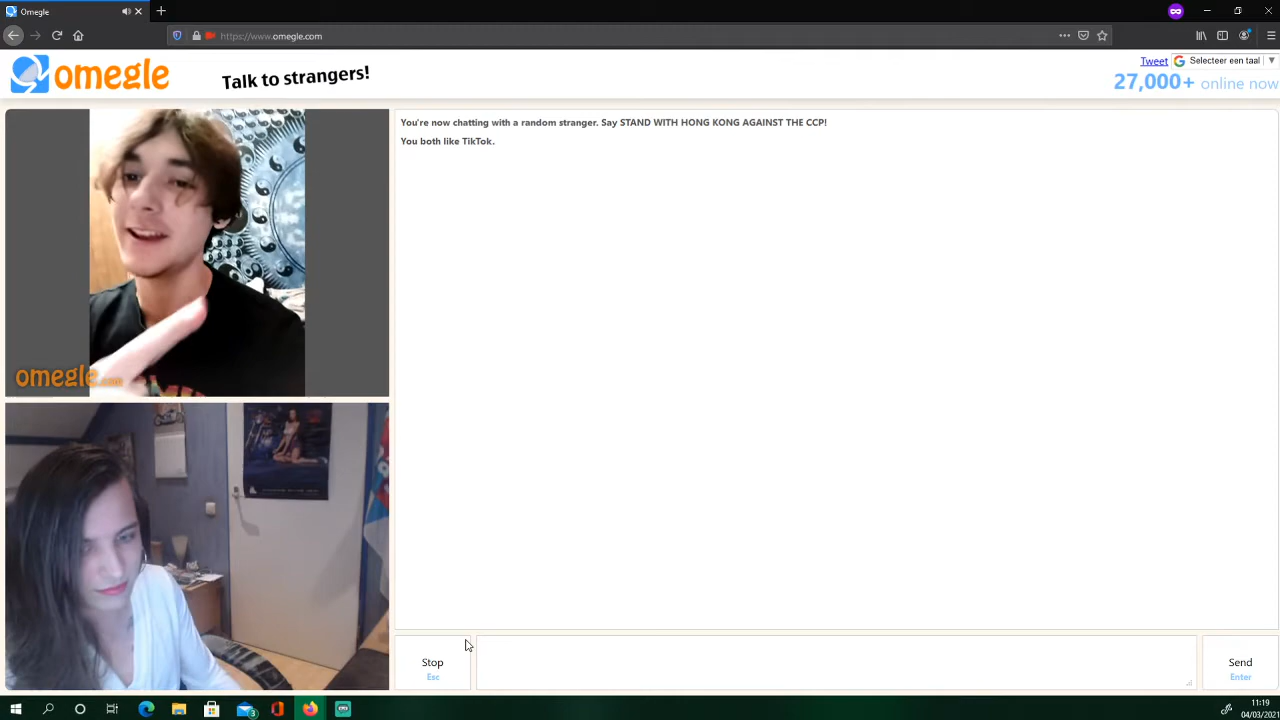 Omegle
https://www.omegle.com
omegle
Talk to strangers!
Tweet
Selecteer een taal
27,000+ online now
You're now chatting with a random stranger. Say STAND WITH HONG KONG AGAINST THE CCP!
You both like TikTok.
omegle.com
Stop
Esc
Send
Enter
3
11:19
04/03/2021